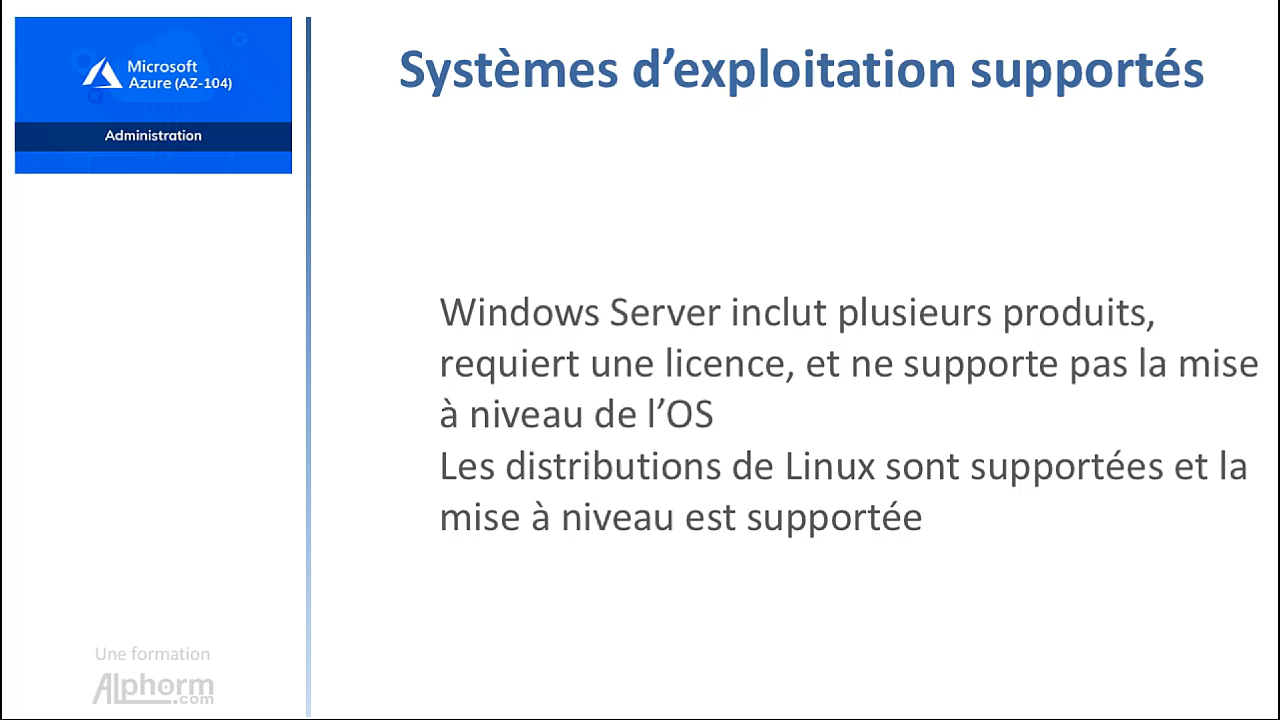 Microsoft
Azure (AZ-104)
Administration
Systèmes d’exploitation supportés
Windows Server inclut plusieurs produits,
requiert une licence, et ne supporte pas la mise
à niveau de l’OS
Les distributions de Linux sont supportées et la
mise à niveau est supportée
Une formation
Alphorm
.com